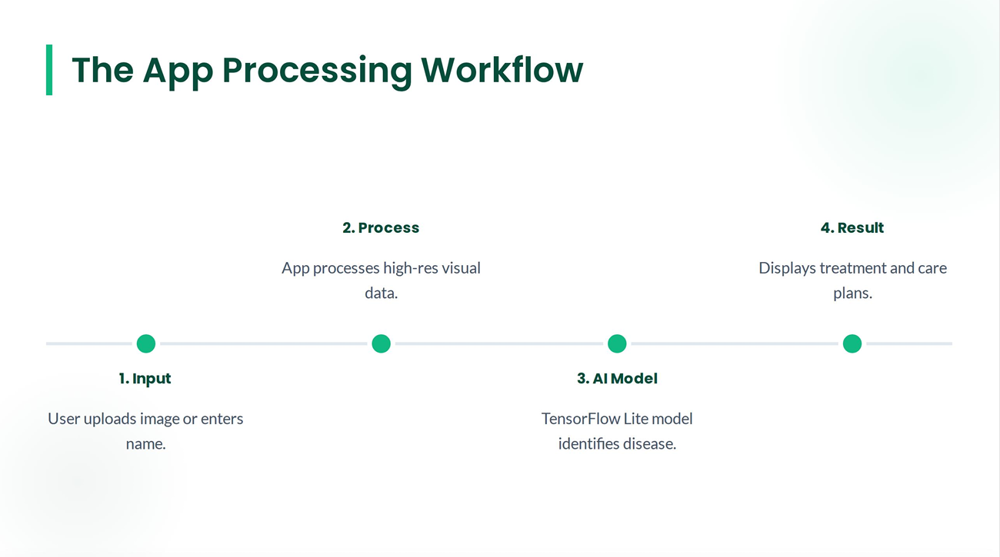 The App Processing Workflow
1. Input
User uploads image or enters
name.
2. Process
App processes high-res visual
data.
3. AI Model
TensorFlow Lite model
identifies disease.
4. Result
Displays treatment and care
plans.